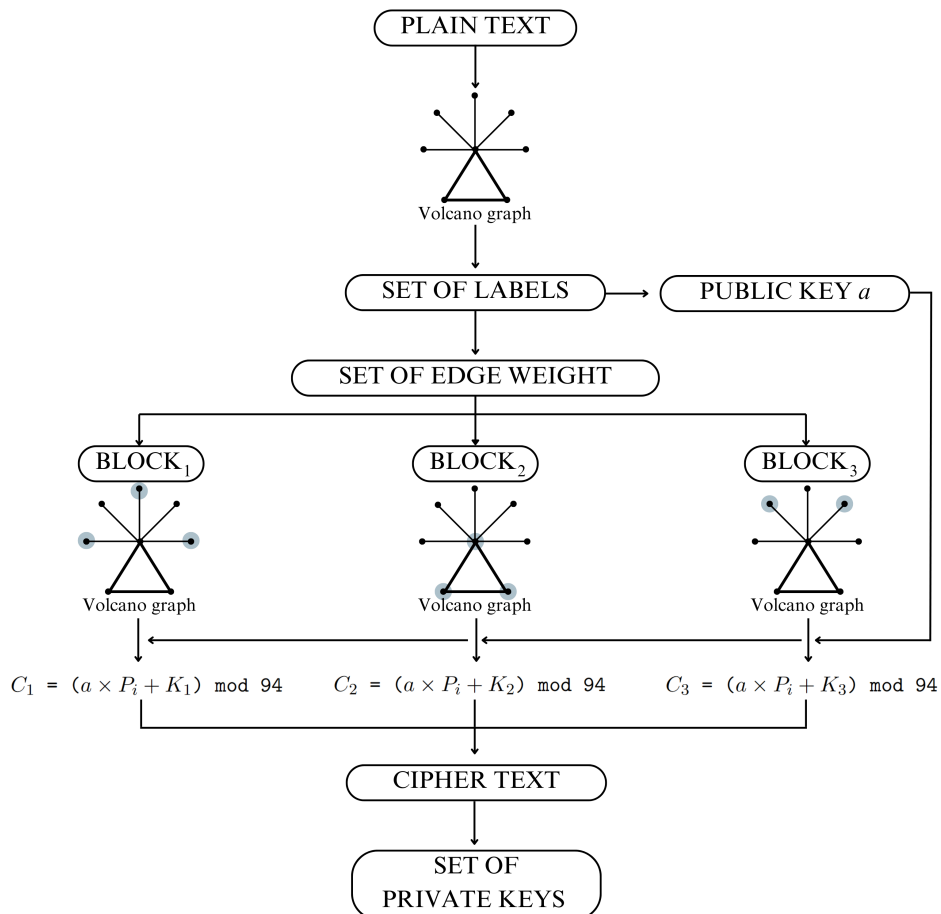 PLAIN TEXT
Volcano graph
SET OF LABELS
PUBLIC KEY a
SET OF EDGE WEIGHT
BLOCK₁
BLOCK₂
BLOCK₃
Volcano graph
Volcano graph
Volcano graph
C₁ = (a × Pᵢ + K₁) mod 94
C₂ = (a × Pᵢ + K₂) mod 94
C₃ = (a × Pᵢ + K₃) mod 94
CIPHER TEXT
SET OF
PRIVATE KEYS